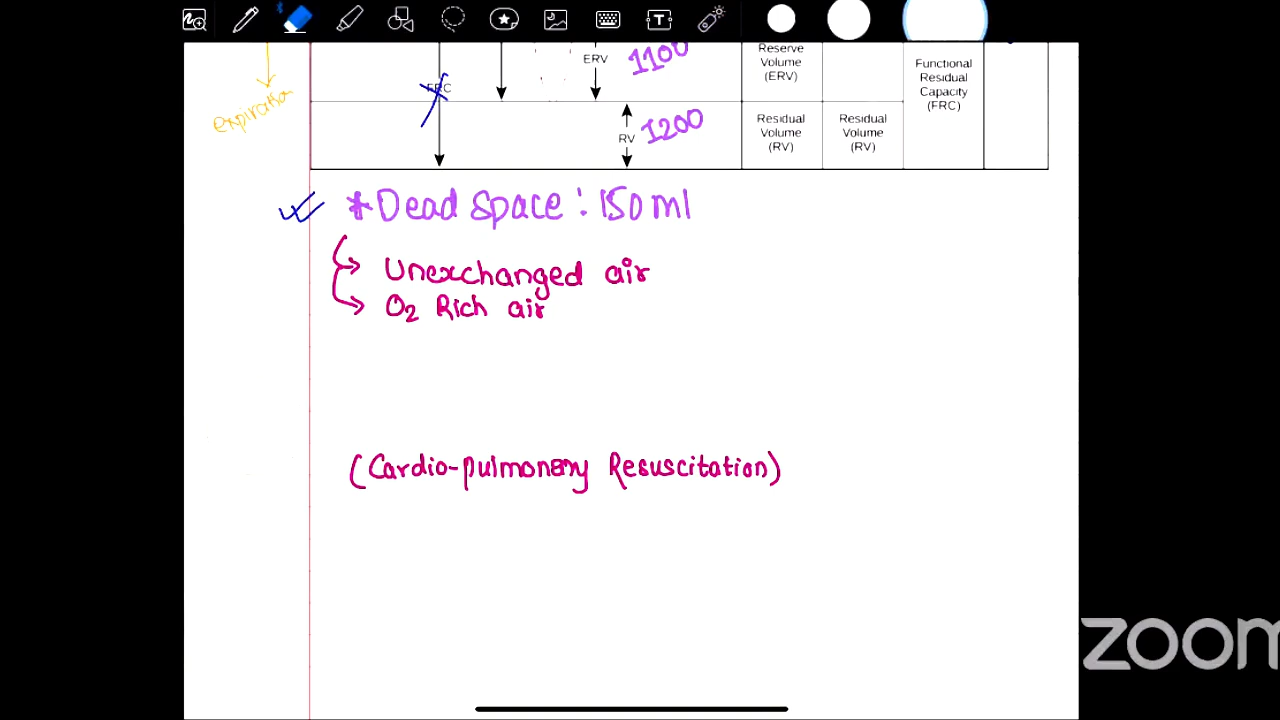 Reserve
Volume
(ERV)
Functional
Residual
Capacity
(FRC)
ERV
1100
FRC
expiration
RV
1200
Residual
Volume
(RV)
Residual
Volume
(RV)
*Dead space : 150 ml
Unexchanged air
O2 Rich air
(Cardio-pulmonary Resuscitation)
zoom